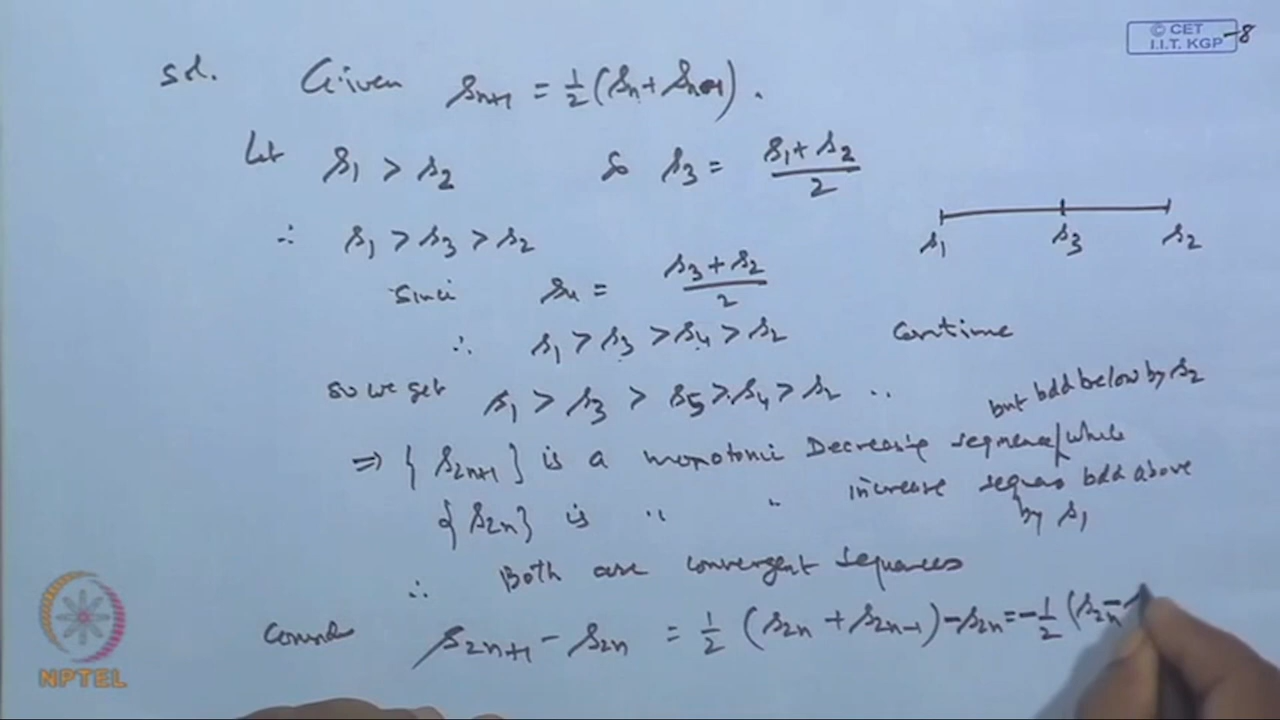 © CET
I.I.T. KGP
-8
Sol. Given s_{n+1} = 1/2 (s_n + s_{n-1}).
Let s_1 > s_2 So s_3 = (s_1 + s_2)/2
∴ s_1 > s_3 > s_2
s_1 s_3 s_2
Since s_4 = (s_3 + s_2)/2
∴ s_1 > s_3 > s_4 > s_2 Continue
So we get s_1 > s_3 > s_5 > s_4 > s_2 ..
but bdd below by s_2
⇒ { s_{2n+1} } is a monotonic Decreasing sequence/ while
{ s_{2n} } is " " increase bdd above
by s_1
∴ Both are convergent sequences
s_{2n+1} - s_{2n} = 1/2 (s_{2n} + s_{2n-1}) - s_{2n} = -1/2 (s_{2n} -
NPTEL